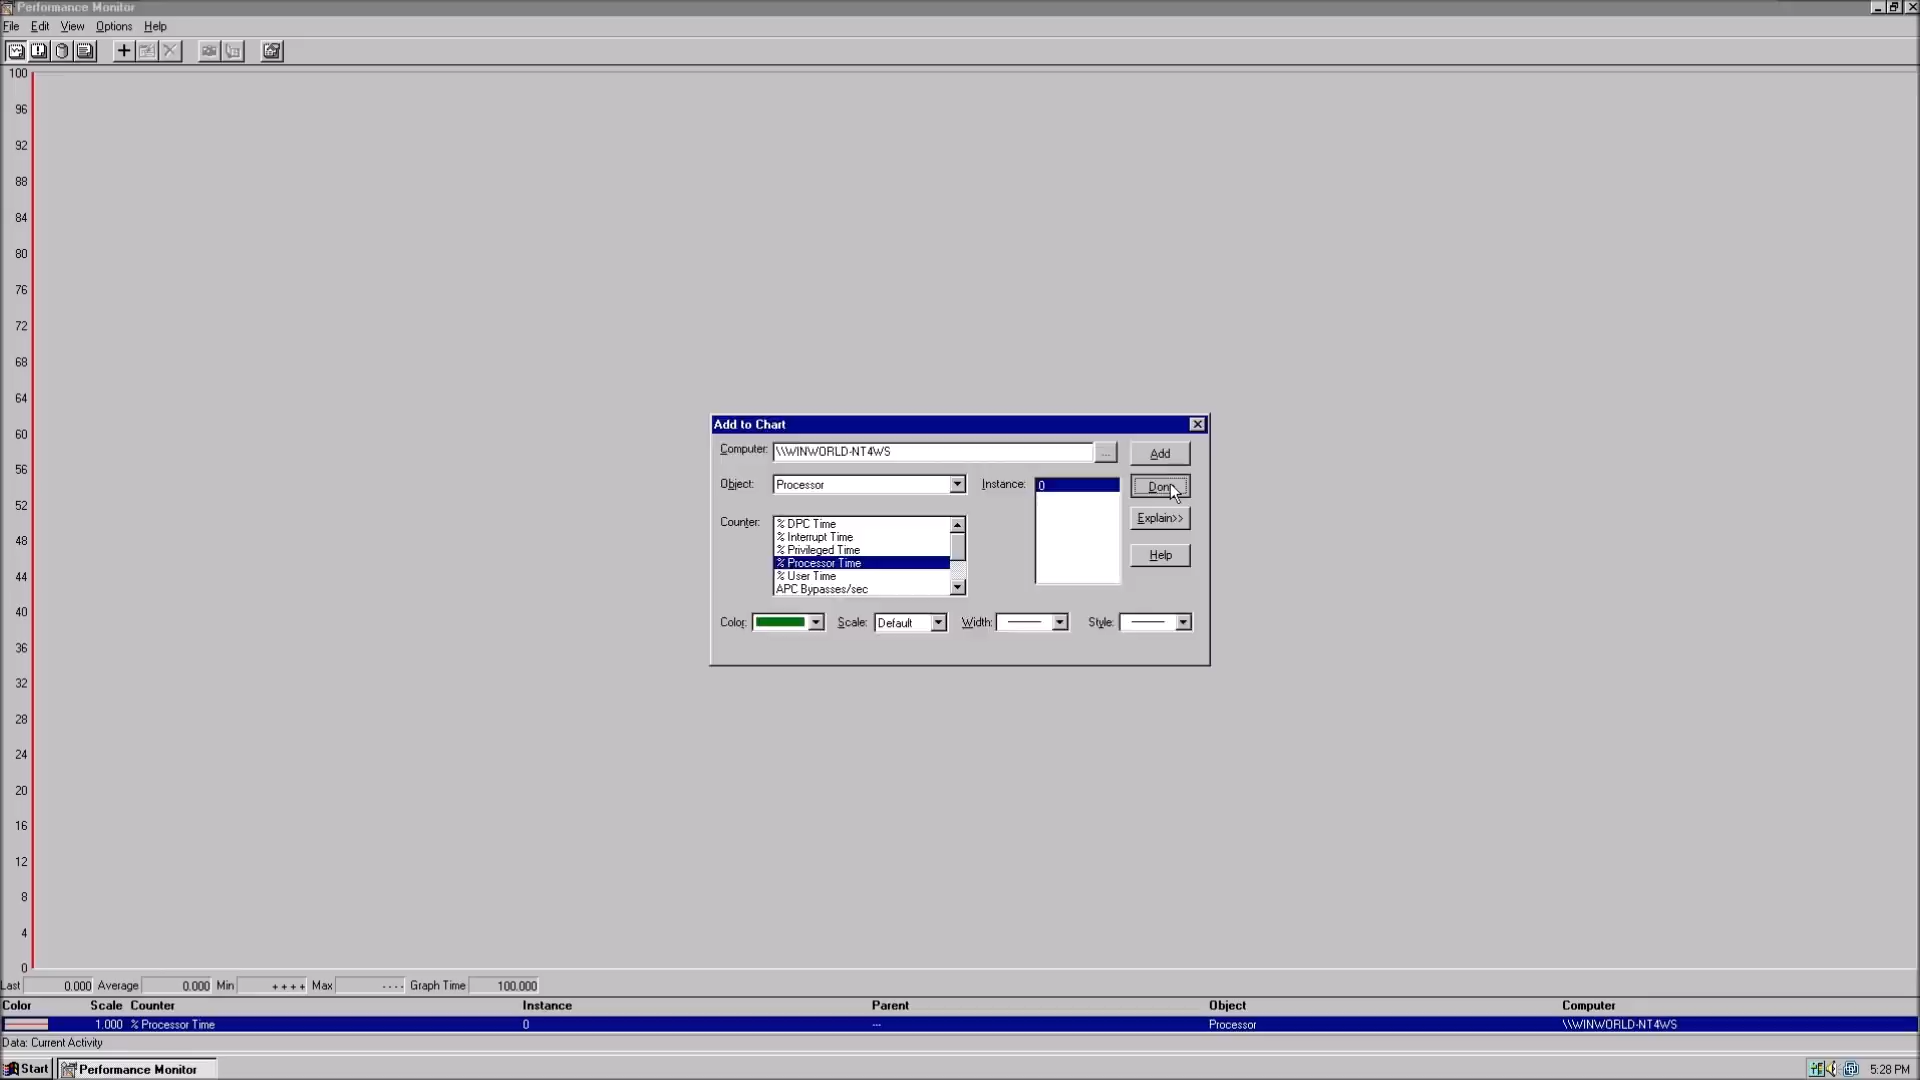 Performance Monitor
File Edit View Options Help
100
96
92
88
84
80
76
72
68
64
60
56
52
48
44
40
36
32
28
24
20
16
12
8
4
0
Add to Chart
Computer: \\WINWORLD-NT4WS ... Add
Object: Processor Instance: 0 Done
Counter: % DPC Time Explain>>
% Interrupt Time
% Privileged Time Help
% Processor Time
% User Time
APC Bypasses/sec
Color: Scale: Default Width: Style:
Last 0.000 Average 0.000 Min ++++ Max ---- Graph Time 100.000
Color Scale Counter Instance Parent Object Computer
1.000 % Processor Time 0 --- Processor \\WINWORLD-NT4WS
Data: Current Activity
Start Performance Monitor 5:28 PM